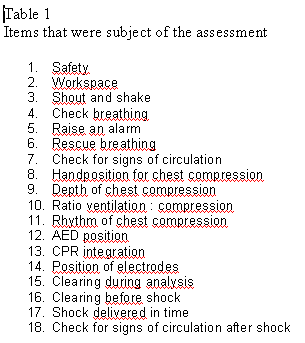 Table 1
Items that were subject of the assessment
1. Safety
2. Workspace
3. Shout and shake
4. Check breathing
5. Raise an alarm
6. Rescue breathing
7. Check for signs of circulation
8. Handposition for chest compression
9. Depth of chest compression
10. Ratio ventilation : compression
11. Rhythm of chest compression
12. AED position
13. CPR integration
14. Position of electrodes
15. Clearing during analysis
16. Clearing before shock
17. Shock delivered in time
18. Check for signs of circulation after shock